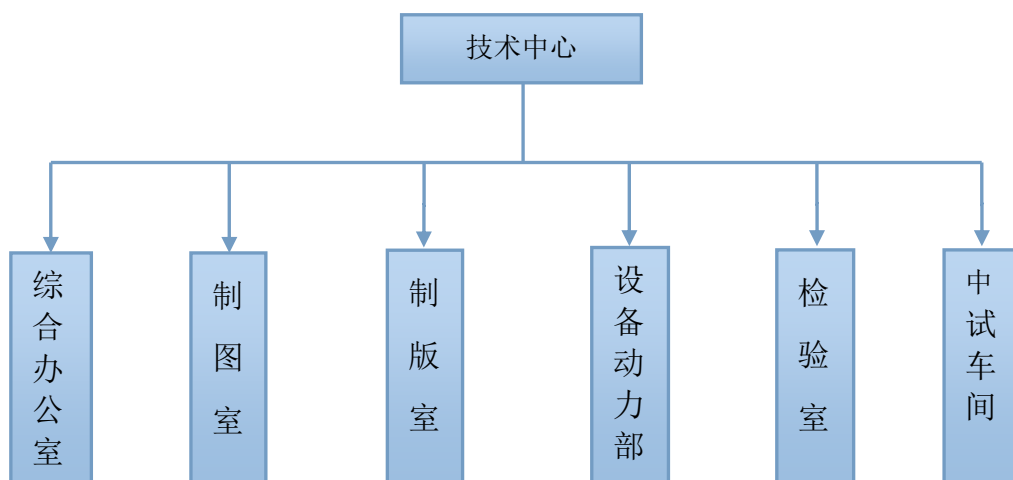 技术中心
综合办公室
制图室
制版室
设备动力部
检验室
中试车间